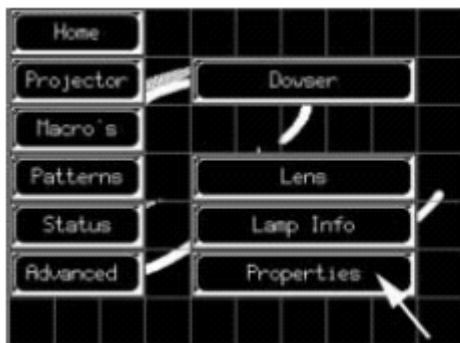 Home
Projector
Dowser
Macro's
Patterns
Lens
Status
Lamp Info
Advanced
Properties